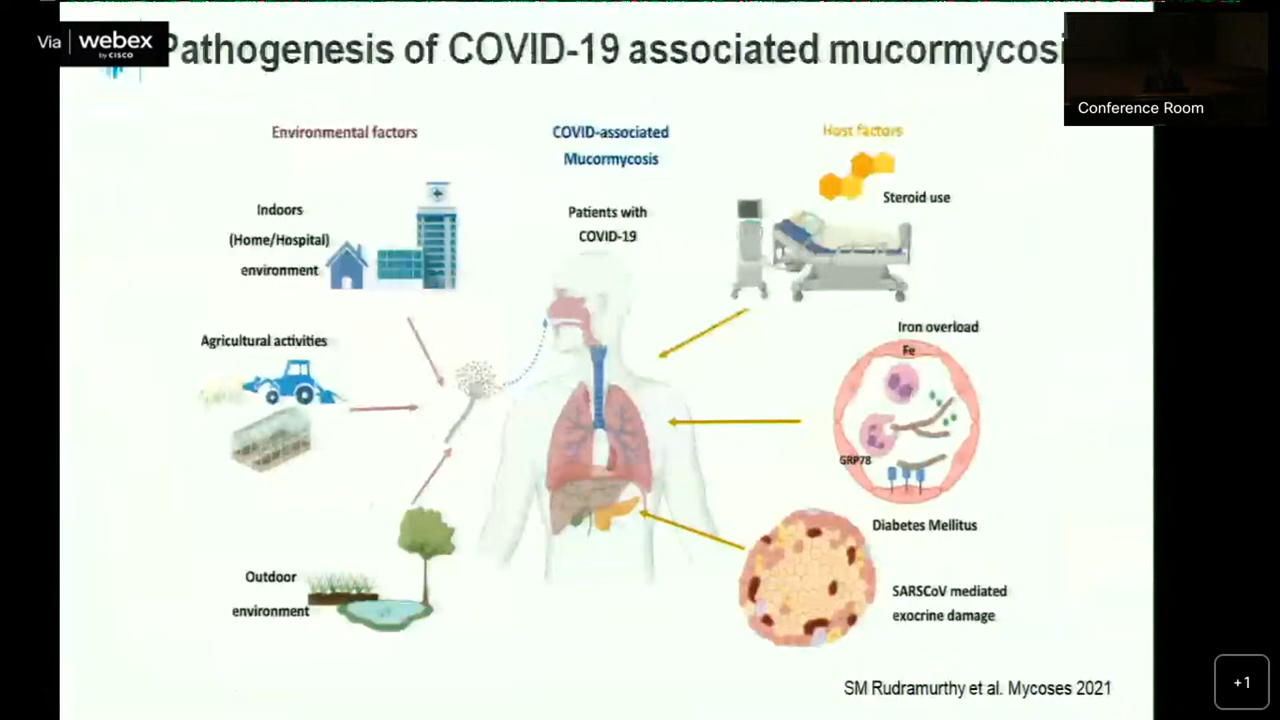 Via webex
by CISCO
Pathogenesis of COVID-19 associated mucormycosi
Conference Room
Environmental factors
COVID-associated
Mucormycosis
Host factors
Indoors
(Home/Hospital)
environment
Patients with
COVID-19
Steroid use
Agricultural activities
Iron overload
Fe
GRP78
Diabetes Mellitus
Outdoor
environment
SARSCoV mediated
exocrine damage
SM Rudramurthy et al. Mycoses 2021
+1